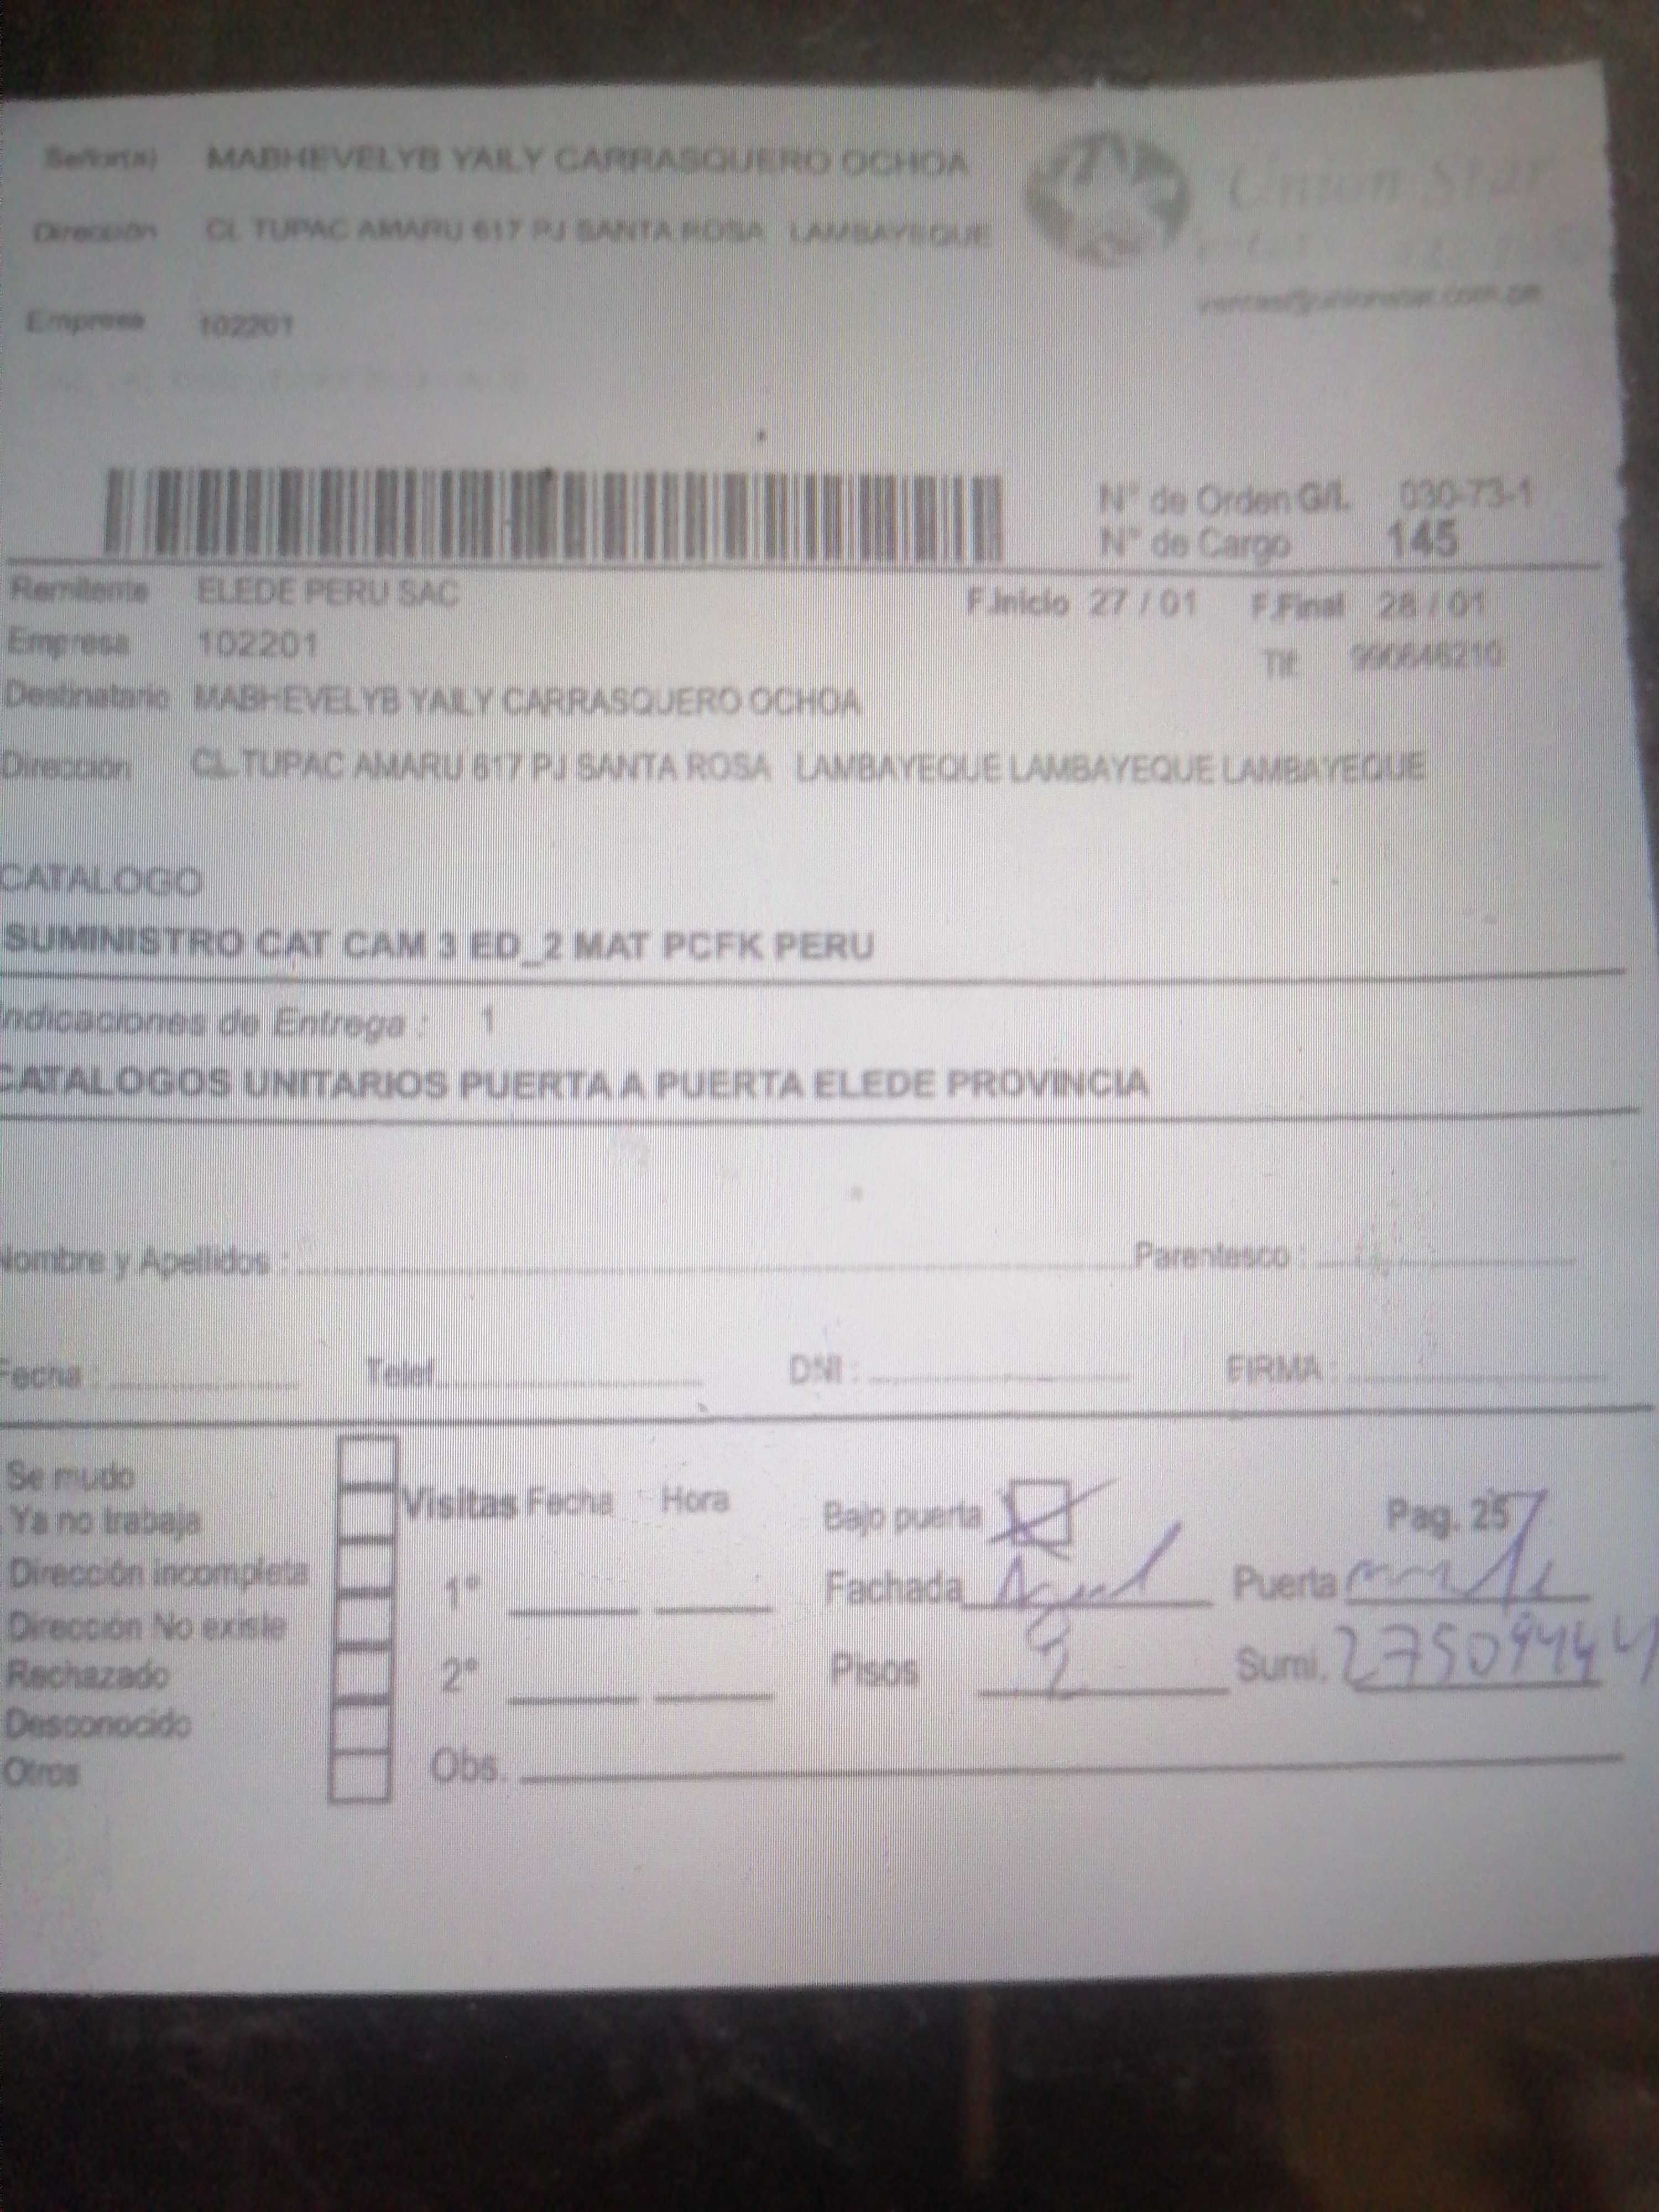 Señor(a) MABHEVELYB YAILY CARRASQUERO OCHOA
Union Star
Dirección CL TUPAC AMARU 617 PJ SANTA ROSA LAMBAYEQUE
Empresa 102201
N° de Orden G/L 030-73-1
N° de Cargo 145
Remitente ELEDE PERU SAC F.Inicio 27 / 01 F.Final 28 / 01
Empresa 102201 Tlf. 990646210
Destinatario MABHEVELYB YAILY CARRASQUERO OCHOA
Dirección CL TUPAC AMARU 617 PJ SANTA ROSA LAMBAYEQUE LAMBAYEQUE LAMBAYEQUE
CATALOGO
SUMINISTRO CAT CAM 3 ED_2 MAT PCFK PERU
Indicaciones de Entrega : 1
CATALOGOS UNITARIOS PUERTA A PUERTA ELEDE PROVINCIA
Nombre y Apellidos : Parentesco :
Fecha : Telef. DNI : FIRMA :
Se mudo
Ya no trabaja Visitas Fecha Hora Bajo puerta Pag. 25
Dirección incompleta 1° Fachada Puerta
Dirección No existe
Rechazado 2° Pisos 2 Sumi. 27509444
Desconocido
Otros Obs.